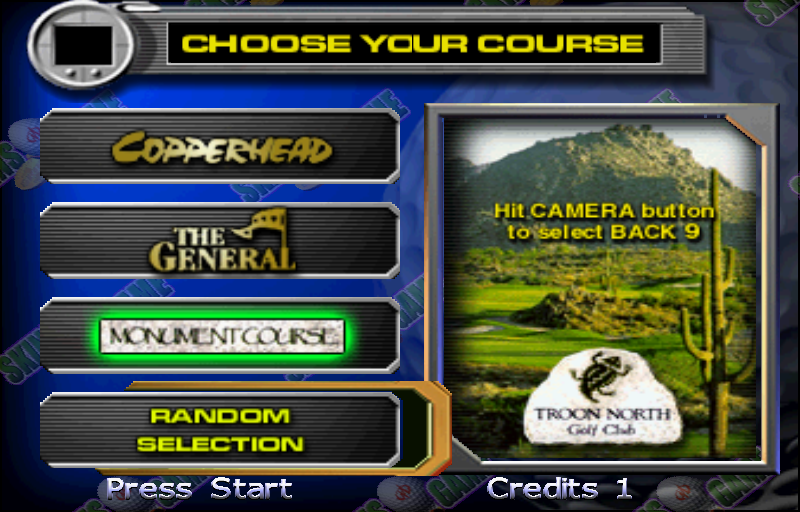 CHOOSE YOUR COURSE
COPPERHEAD
THE
GENERAL
MONUMENT COURSE
RANDOM
SELECTION
Hit CAMERA button
to select BACK 9
TROON NORTH
Golf Club
Press Start
Credits 1